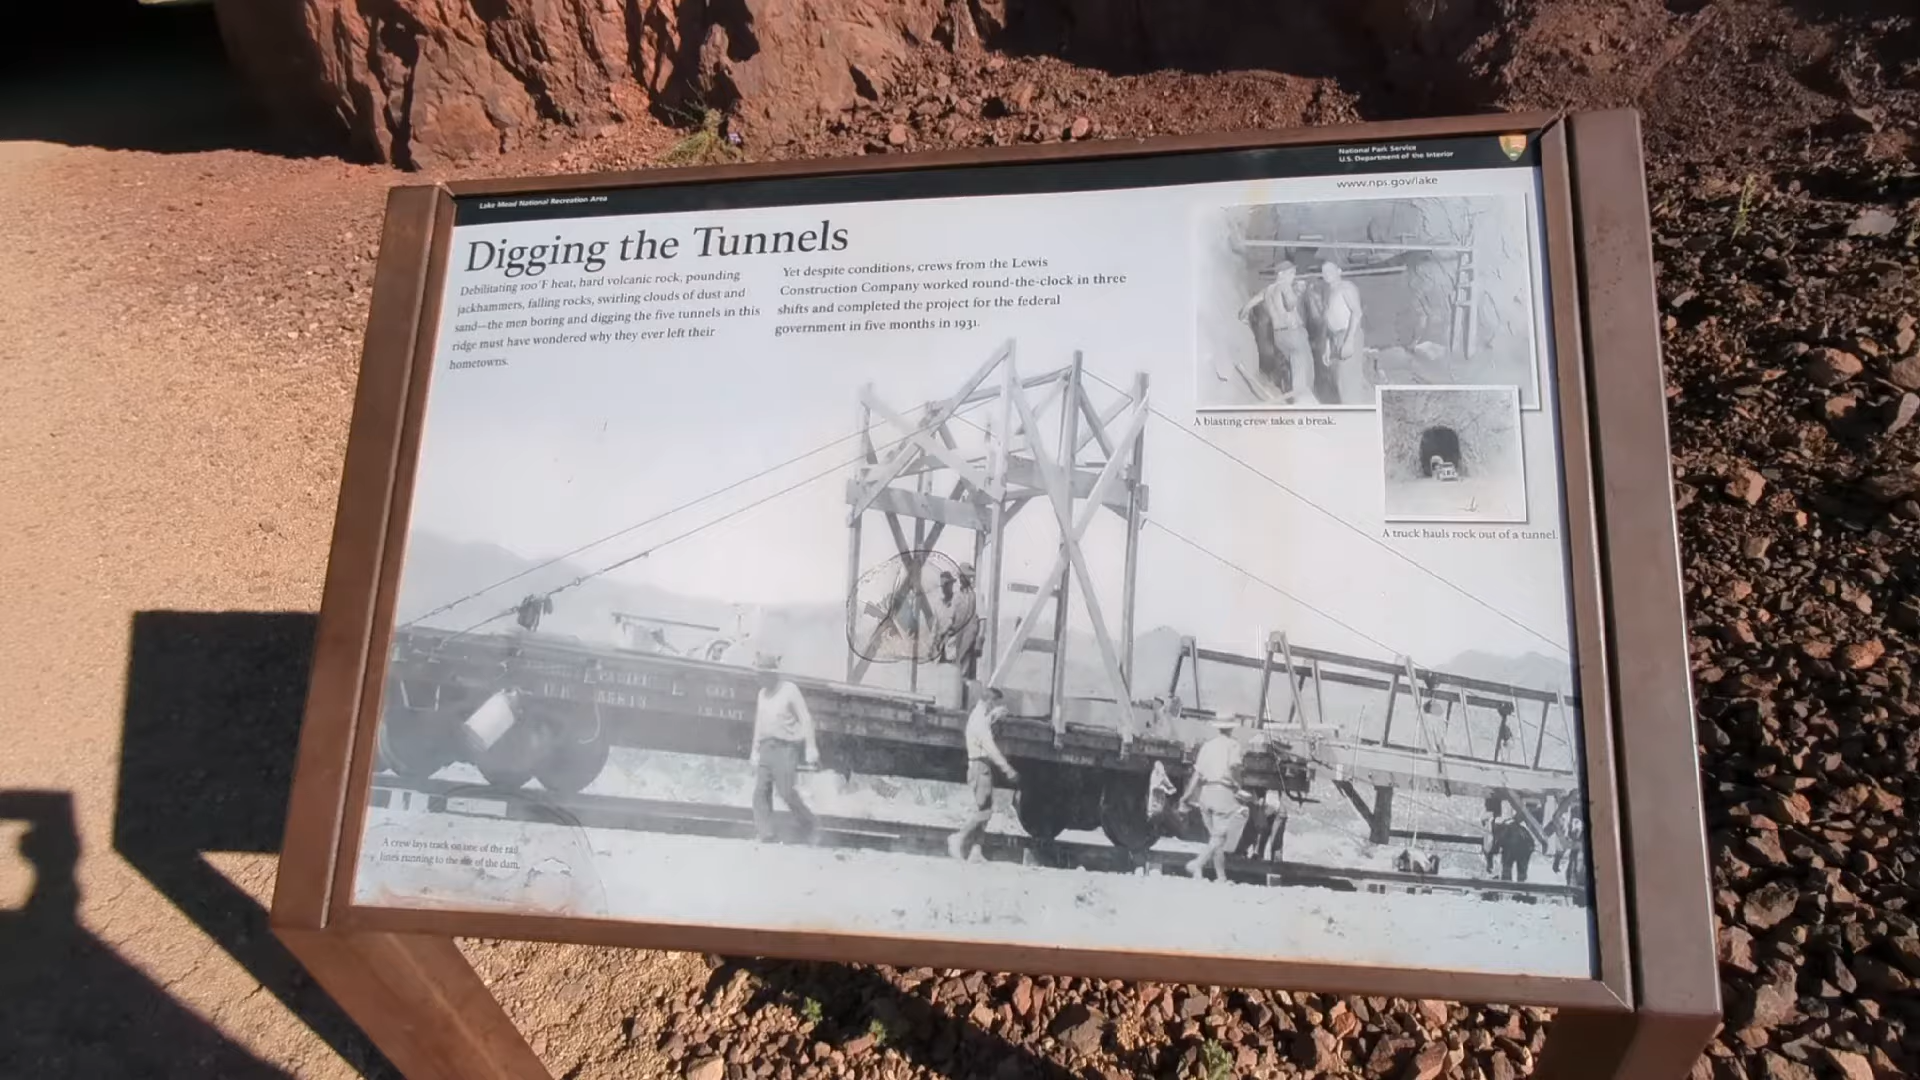 Lake Mead National Recreation Area
National Park Service
U.S. Department of the Interior
www.nps.gov/lake
Digging the Tunnels
Debilitating 100°F heat, hard volcanic rock, pounding
jackhammers, falling rocks, swirling clouds of dust and
sand—the men boring and digging the five tunnels in this
ridge must have wondered why they ever left their
hometowns.
Yet despite conditions, crews from the Lewis
Construction Company worked round-the-clock in three
shifts and completed the project for the federal
government in five months in 1931.
A blasting crew takes a break.
A truck hauls rock out of a tunnel.
A crew lays track on one of the rail
lines running to the site of the dam.